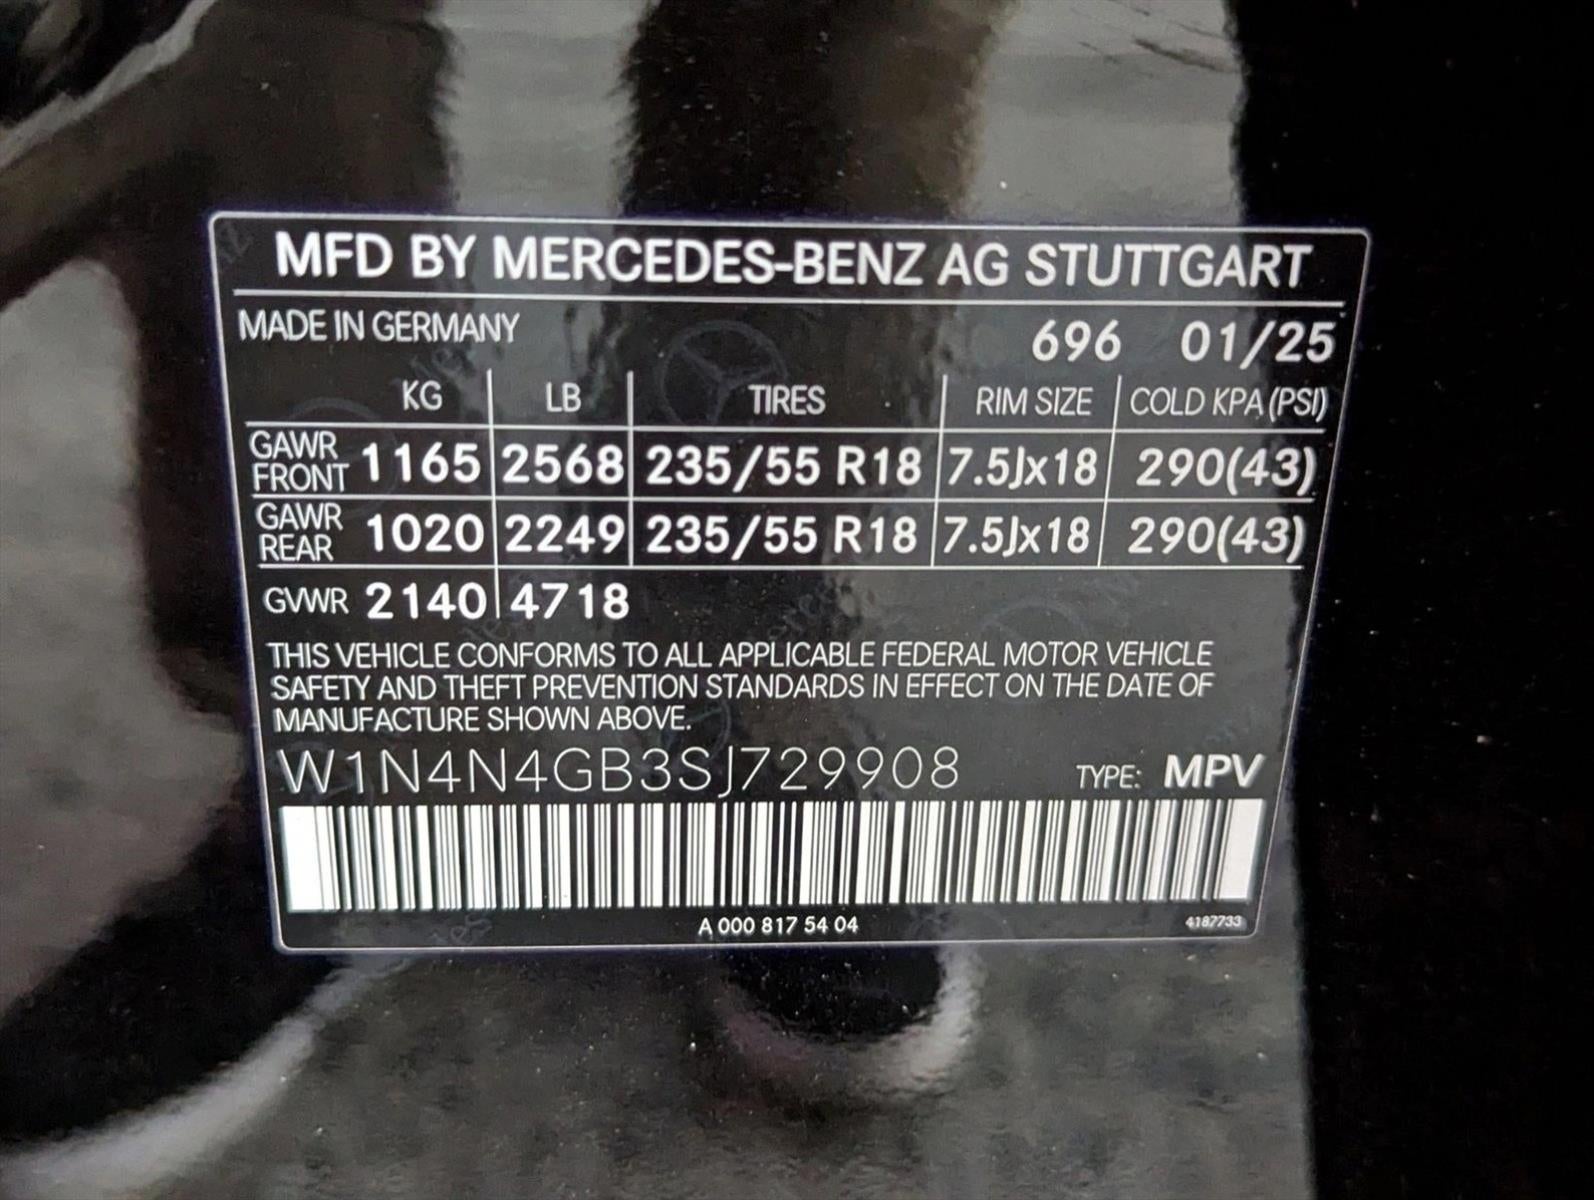 MFD BY MERCEDES-BENZ AG STUTTGART
MADE IN GERMANY 696 01/25
KG LB TIRES RIM SIZE COLD KPA (PSI)
GAWR FRONT 1165 2568 235/55 R18 7.5Jx18 290(43)
GAWR REAR 1020 2249 235/55 R18 7.5Jx18 290(43)
GVWR 2140 4718
THIS VEHICLE CONFORMS TO ALL APPLICABLE FEDERAL MOTOR VEHICLE
SAFETY AND THEFT PREVENTION STANDARDS IN EFFECT ON THE DATE OF
MANUFACTURE SHOWN ABOVE.
W1N4N4GB3SJ729908 TYPE: MPV
A 000 817 54 04 4187733